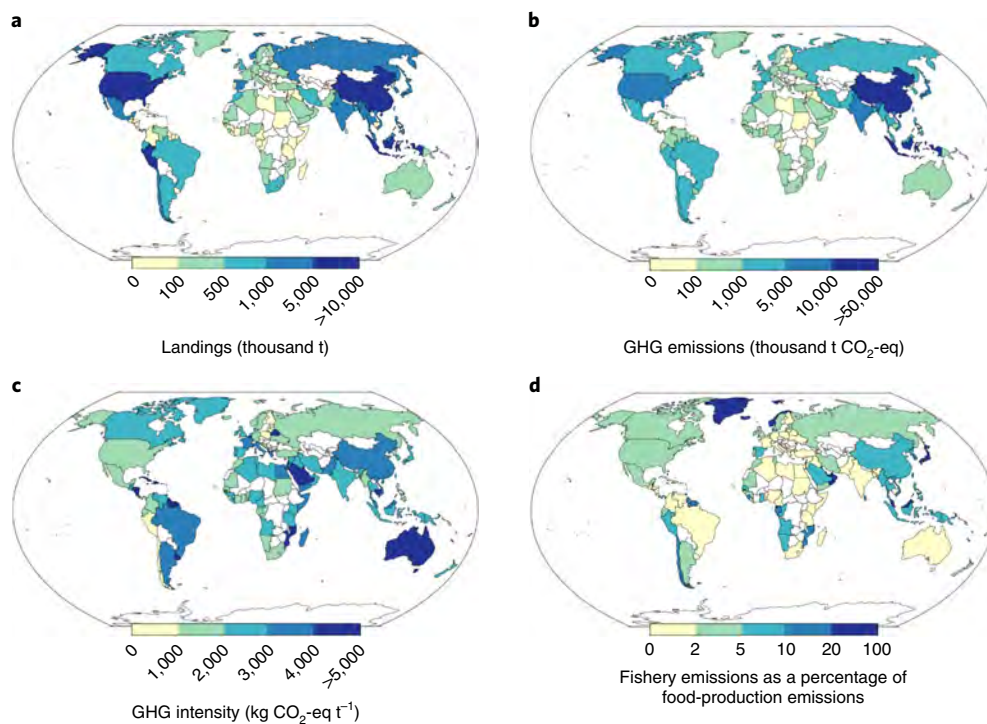 a
b
0
100
500
1,000
5,000
>10,000
Landings (thousand t)
0
100
1,000
5,000
10,000
>50,000
GHG emissions (thousand t CO₂-eq)
c
d
0
1,000
2,000
3,000
4,000
>5,000
GHG intensity (kg CO₂-eq t⁻¹)
0 2 5 10 20 100
Fishery emissions as a percentage of
food-production emissions